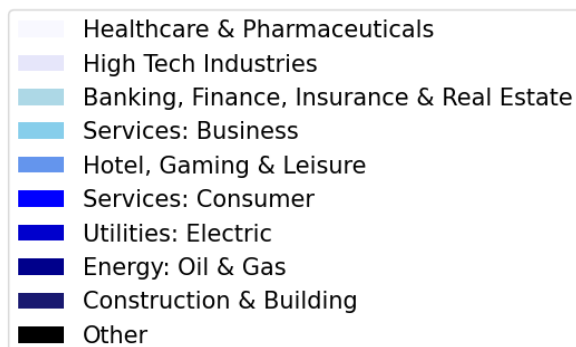 Healthcare & Pharmaceuticals
High Tech Industries
Banking, Finance, Insurance & Real Estate
Services: Business
Hotel, Gaming & Leisure
Services: Consumer
Utilities: Electric
Energy: Oil & Gas
Construction & Building
Other